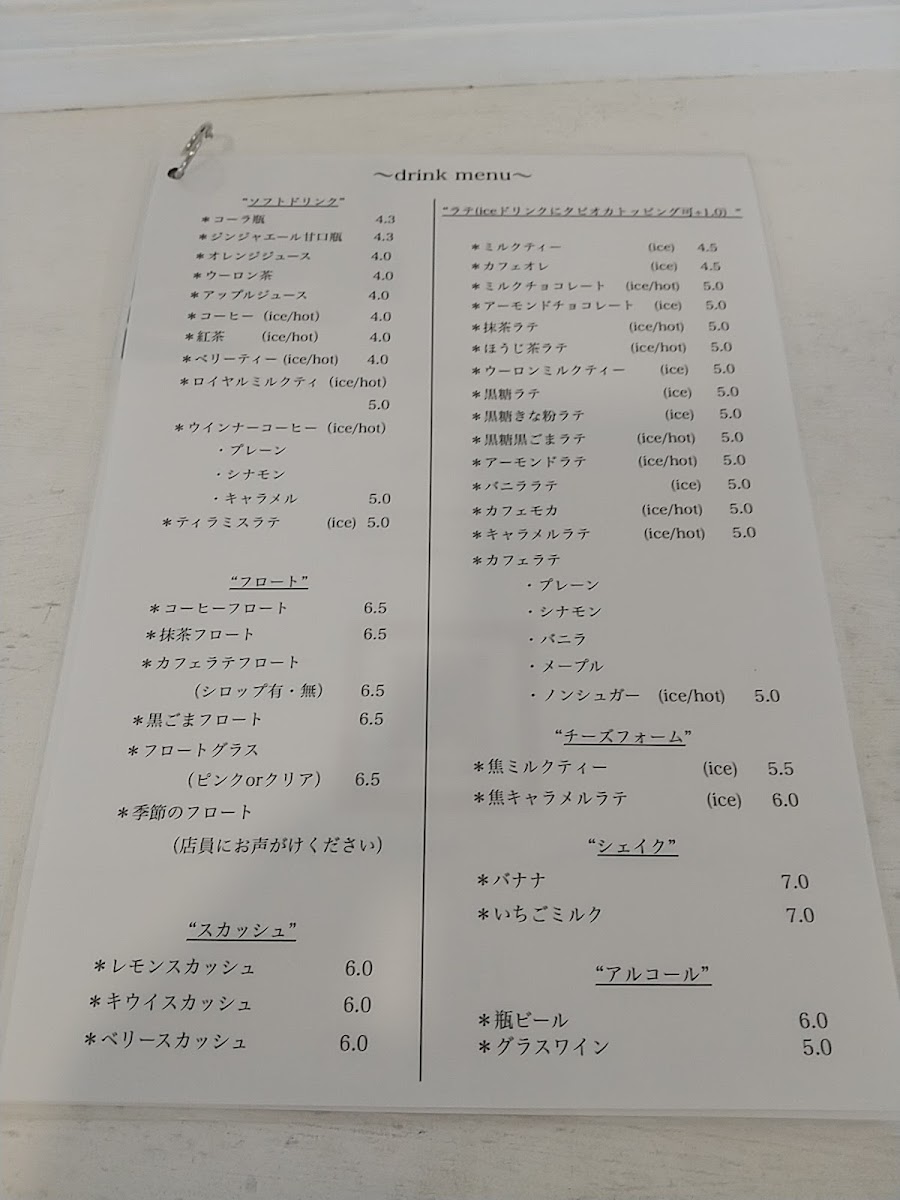 ～drink menu～
“ソフトドリンク”
＊コーラ瓶 4.3
＊ジンジャエール甘口瓶 4.3
＊オレンジジュース 4.0
＊ウーロン茶 4.0
＊アップルジュース 4.0
＊コーヒー（ice/hot） 4.0
＊紅茶 （ice/hot） 4.0
＊ベリーティー (ice/hot) 4.0
＊ロイヤルミルクティ（ice/hot）
5.0
＊ウインナーコーヒー（ice/hot）
・プレーン
・シナモン
・キャラメル 5.0
＊ティラミスラテ (ice) 5.0
“フロート”
＊コーヒーフロート 6.5
＊抹茶フロート 6.5
＊カフェラテフロート
（シロップ有・無） 6.5
＊黒ごまフロート 6.5
＊フロートグラス
（ピンクorクリア） 6.5
＊季節のフロート
（店員にお声がけください）
“スカッシュ”
＊レモンスカッシュ 6.0
＊キウイスカッシュ 6.0
＊ベリースカッシュ 6.0
“ラテ(iceドリンクにタピオカトッピング可+1.0）”
＊ミルクティー (ice) 4.5
＊カフェオレ (ice) 4.5
＊ミルクチョコレート (ice/hot) 5.0
＊アーモンドチョコレート (ice) 5.0
＊抹茶ラテ (ice/hot) 5.0
＊ほうじ茶ラテ (ice/hot) 5.0
＊ウーロンミルクティー (ice) 5.0
＊黒糖ラテ (ice) 5.0
＊黒糖きな粉ラテ (ice) 5.0
＊黒糖黒ごまラテ (ice/hot) 5.0
＊アーモンドラテ (ice/hot) 5.0
＊バニララテ (ice) 5.0
＊カフェモカ (ice/hot) 5.0
＊キャラメルラテ (ice/hot) 5.0
＊カフェラテ
・プレーン
・シナモン
・バニラ
・メープル
・ノンシュガー (ice/hot) 5.0
“チーズフォーム”
＊焦ミルクティー (ice) 5.5
＊焦キャラメルラテ (ice) 6.0
“シェイク”
＊バナナ 7.0
＊いちごミルク 7.0
“アルコール”
＊瓶ビール 6.0
＊グラスワイン 5.0